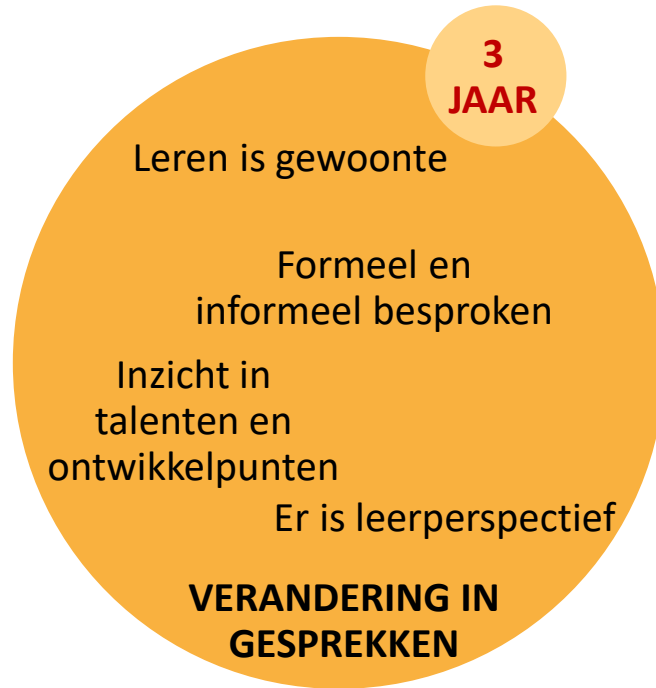 3
JAAR
Leren is gewoonte
Formeel en
informeel besproken
Inzicht in
talenten en
ontwikkelpunten
Er is leerperspectief
VERANDERING IN
GESPREKKEN